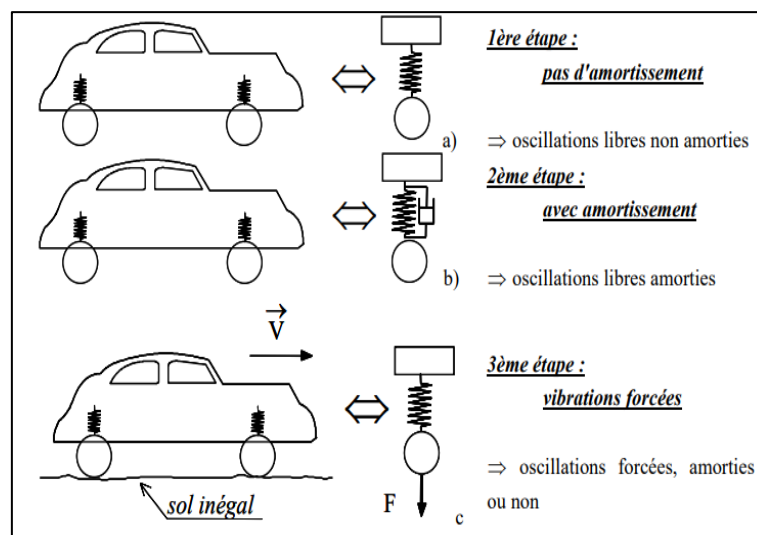 1ère étape :
pas d'amortissement
a) ⇒ oscillations libres non amorties
2ème étape :
avec amortissement
b) ⇒ oscillations libres amorties
V
3ème étape :
vibrations forcées
⇒ oscillations forcées, amorties
ou non
F
c
sol inégal